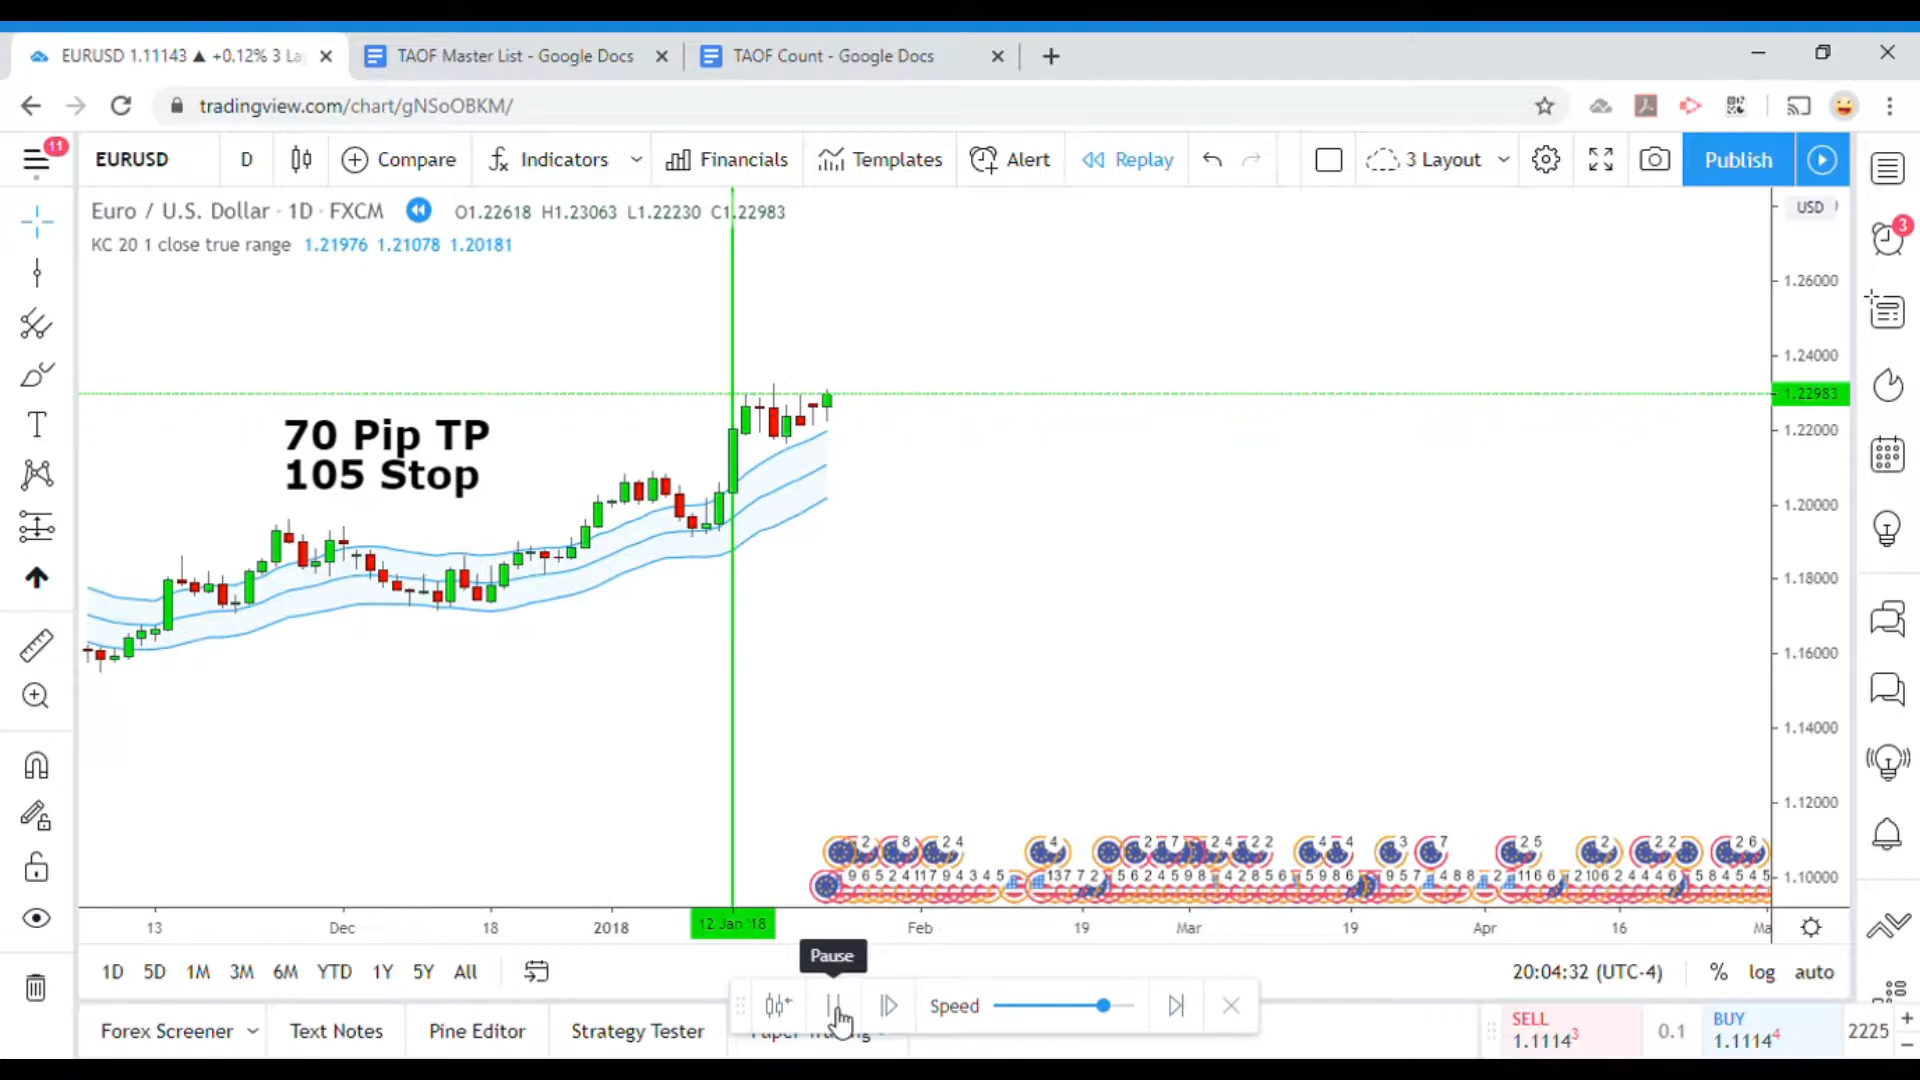 EURUSD 1.11143 ▲ +0.12% 3 La
TAOF Master List - Google Docs
TAOF Count - Google Docs
tradingview.com/chart/gNSoOBKM/
11
EURUSD
D
Compare
Indicators
Financials
Templates
Alert
Replay
3 Layout
Publish
Euro / U.S. Dollar · 1D · FXCM
O1.22618 H1.23063 L1.22230 C1.22983
KC 20 1 close true range 1.21976 1.21078 1.20181
USD
3
1.26000
1.24000
1.22983
1.22000
1.20000
1.18000
1.16000
1.14000
1.12000
1.10000
70 Pip TP
105 Stop
13
Dec
18
2018
12 Jan '18
Feb
19
Mar
19
Apr
16
Ma
Pause
1D 5D 1M 3M 6M YTD 1Y 5Y All
20:04:32 (UTC-4)
% log auto
Speed
Forex Screener
Text Notes
Pine Editor
Strategy Tester
SELL
1.11143
0.1
BUY
1.11144
2225